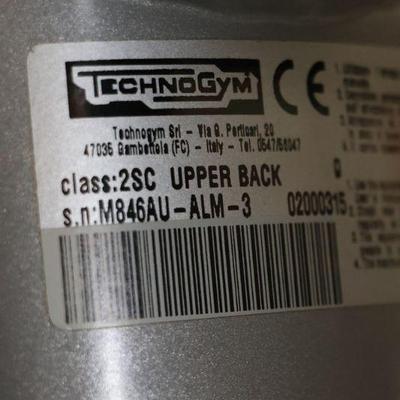 TECHNOGYM CE
Technogym Srl - Via G. Perticari, 20
47035 Gambettola (FC) - Italy - Tel. 0547/56047
class:2SC UPPER BACK
s.n:M846AU-ALM-3 02000315